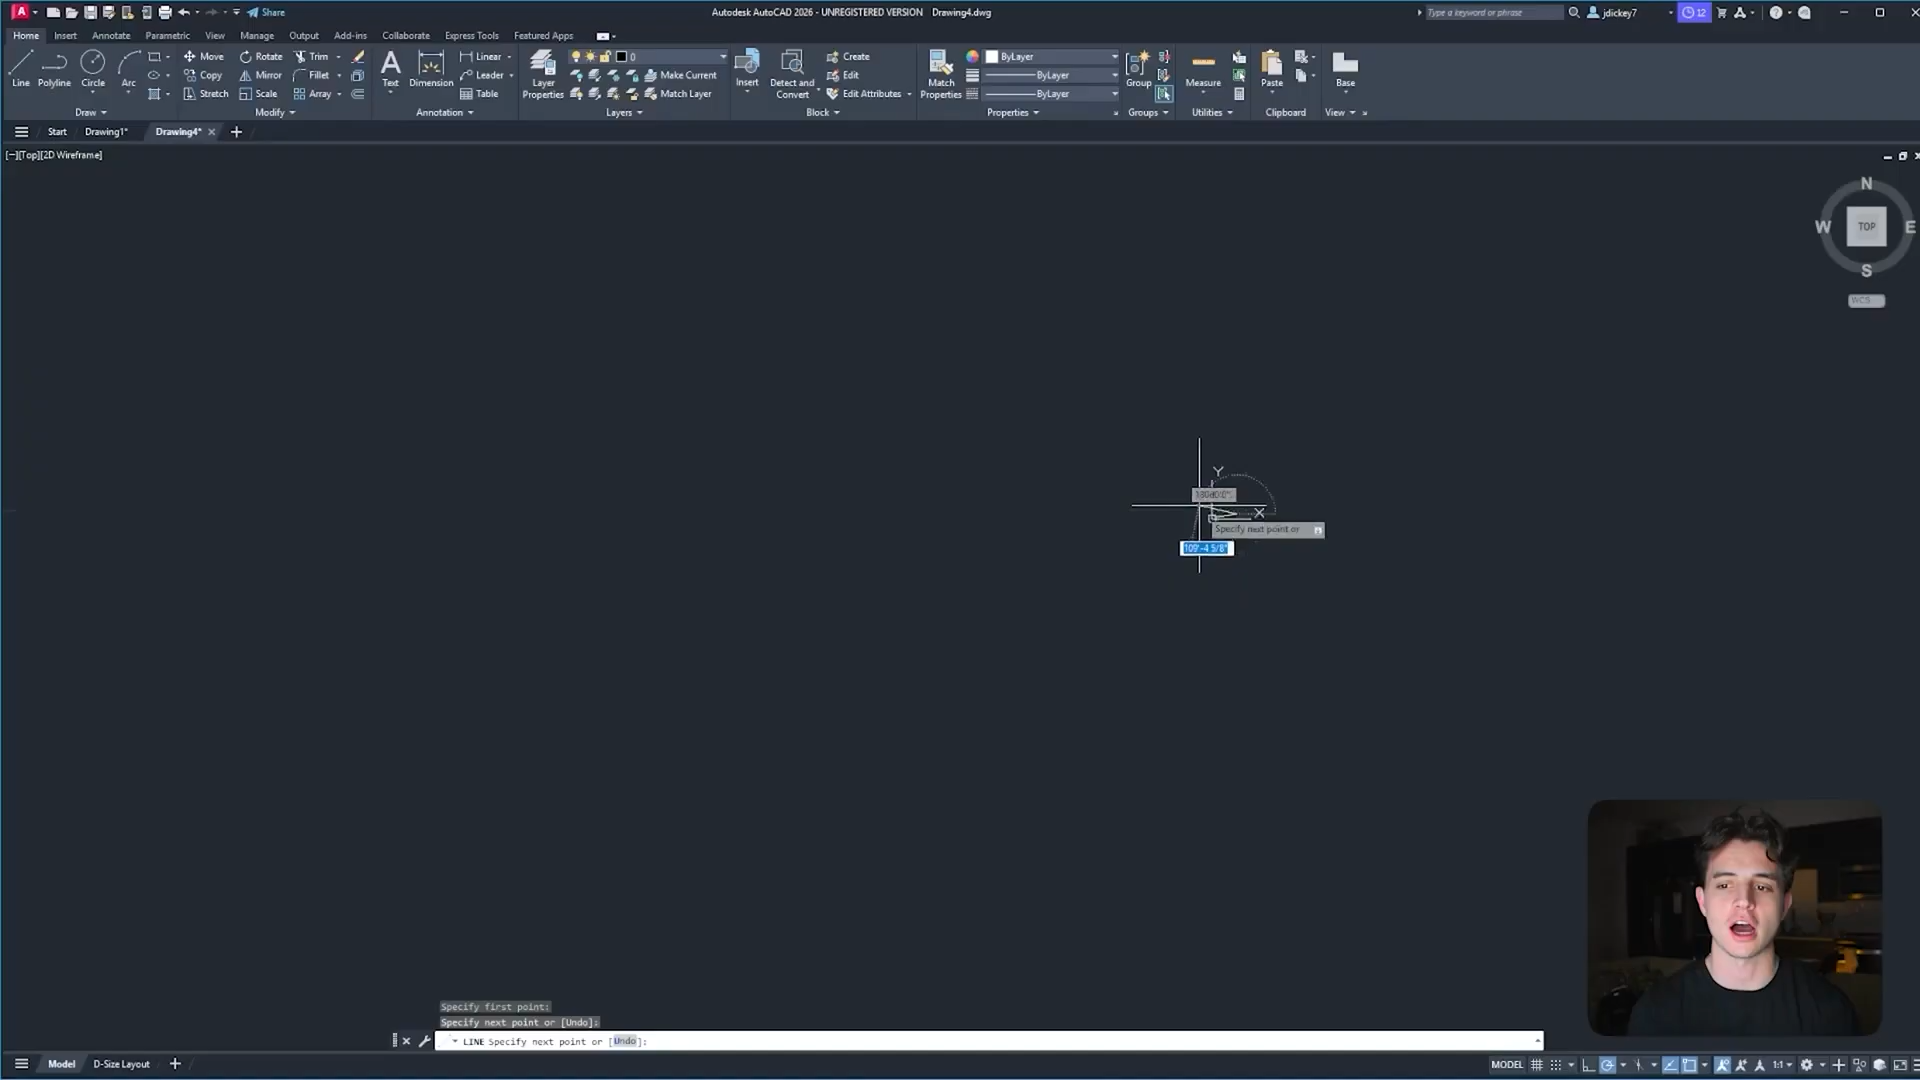 A Share Autodesk AutoCAD 2026 - UNREGISTERED VERSION Drawing4.dwg Type a keyword or phrase jdickey7 12
Home Insert Annotate Parametric View Manage Output Add-ins Collaborate Express Tools Featured Apps
Line Polyline Circle Arc
Move Rotate Trim
Copy Mirror Fillet
Stretch Scale Array
Text Dimension
Linear
Leader
Table
Layer Properties
0
Make Current
Match Layer
Insert
Detect and Convert
Create
Edit
Edit Attributes
Match Properties
ByLayer
ByLayer
ByLayer
Group
Measure
Paste
Base
Draw Modify Annotation Layers Block Properties Groups Utilities Clipboard View
Start Drawing1* Drawing4*
[−][Top][2D Wireframe]
N
W TOP E
S
WCS
Y
X
Specify next point or
109'-4 5/8"
Specify first point:
Specify next point or [Undo]:
LINE Specify next point or [Undo]:
Model D-Size Layout MODEL 1:1